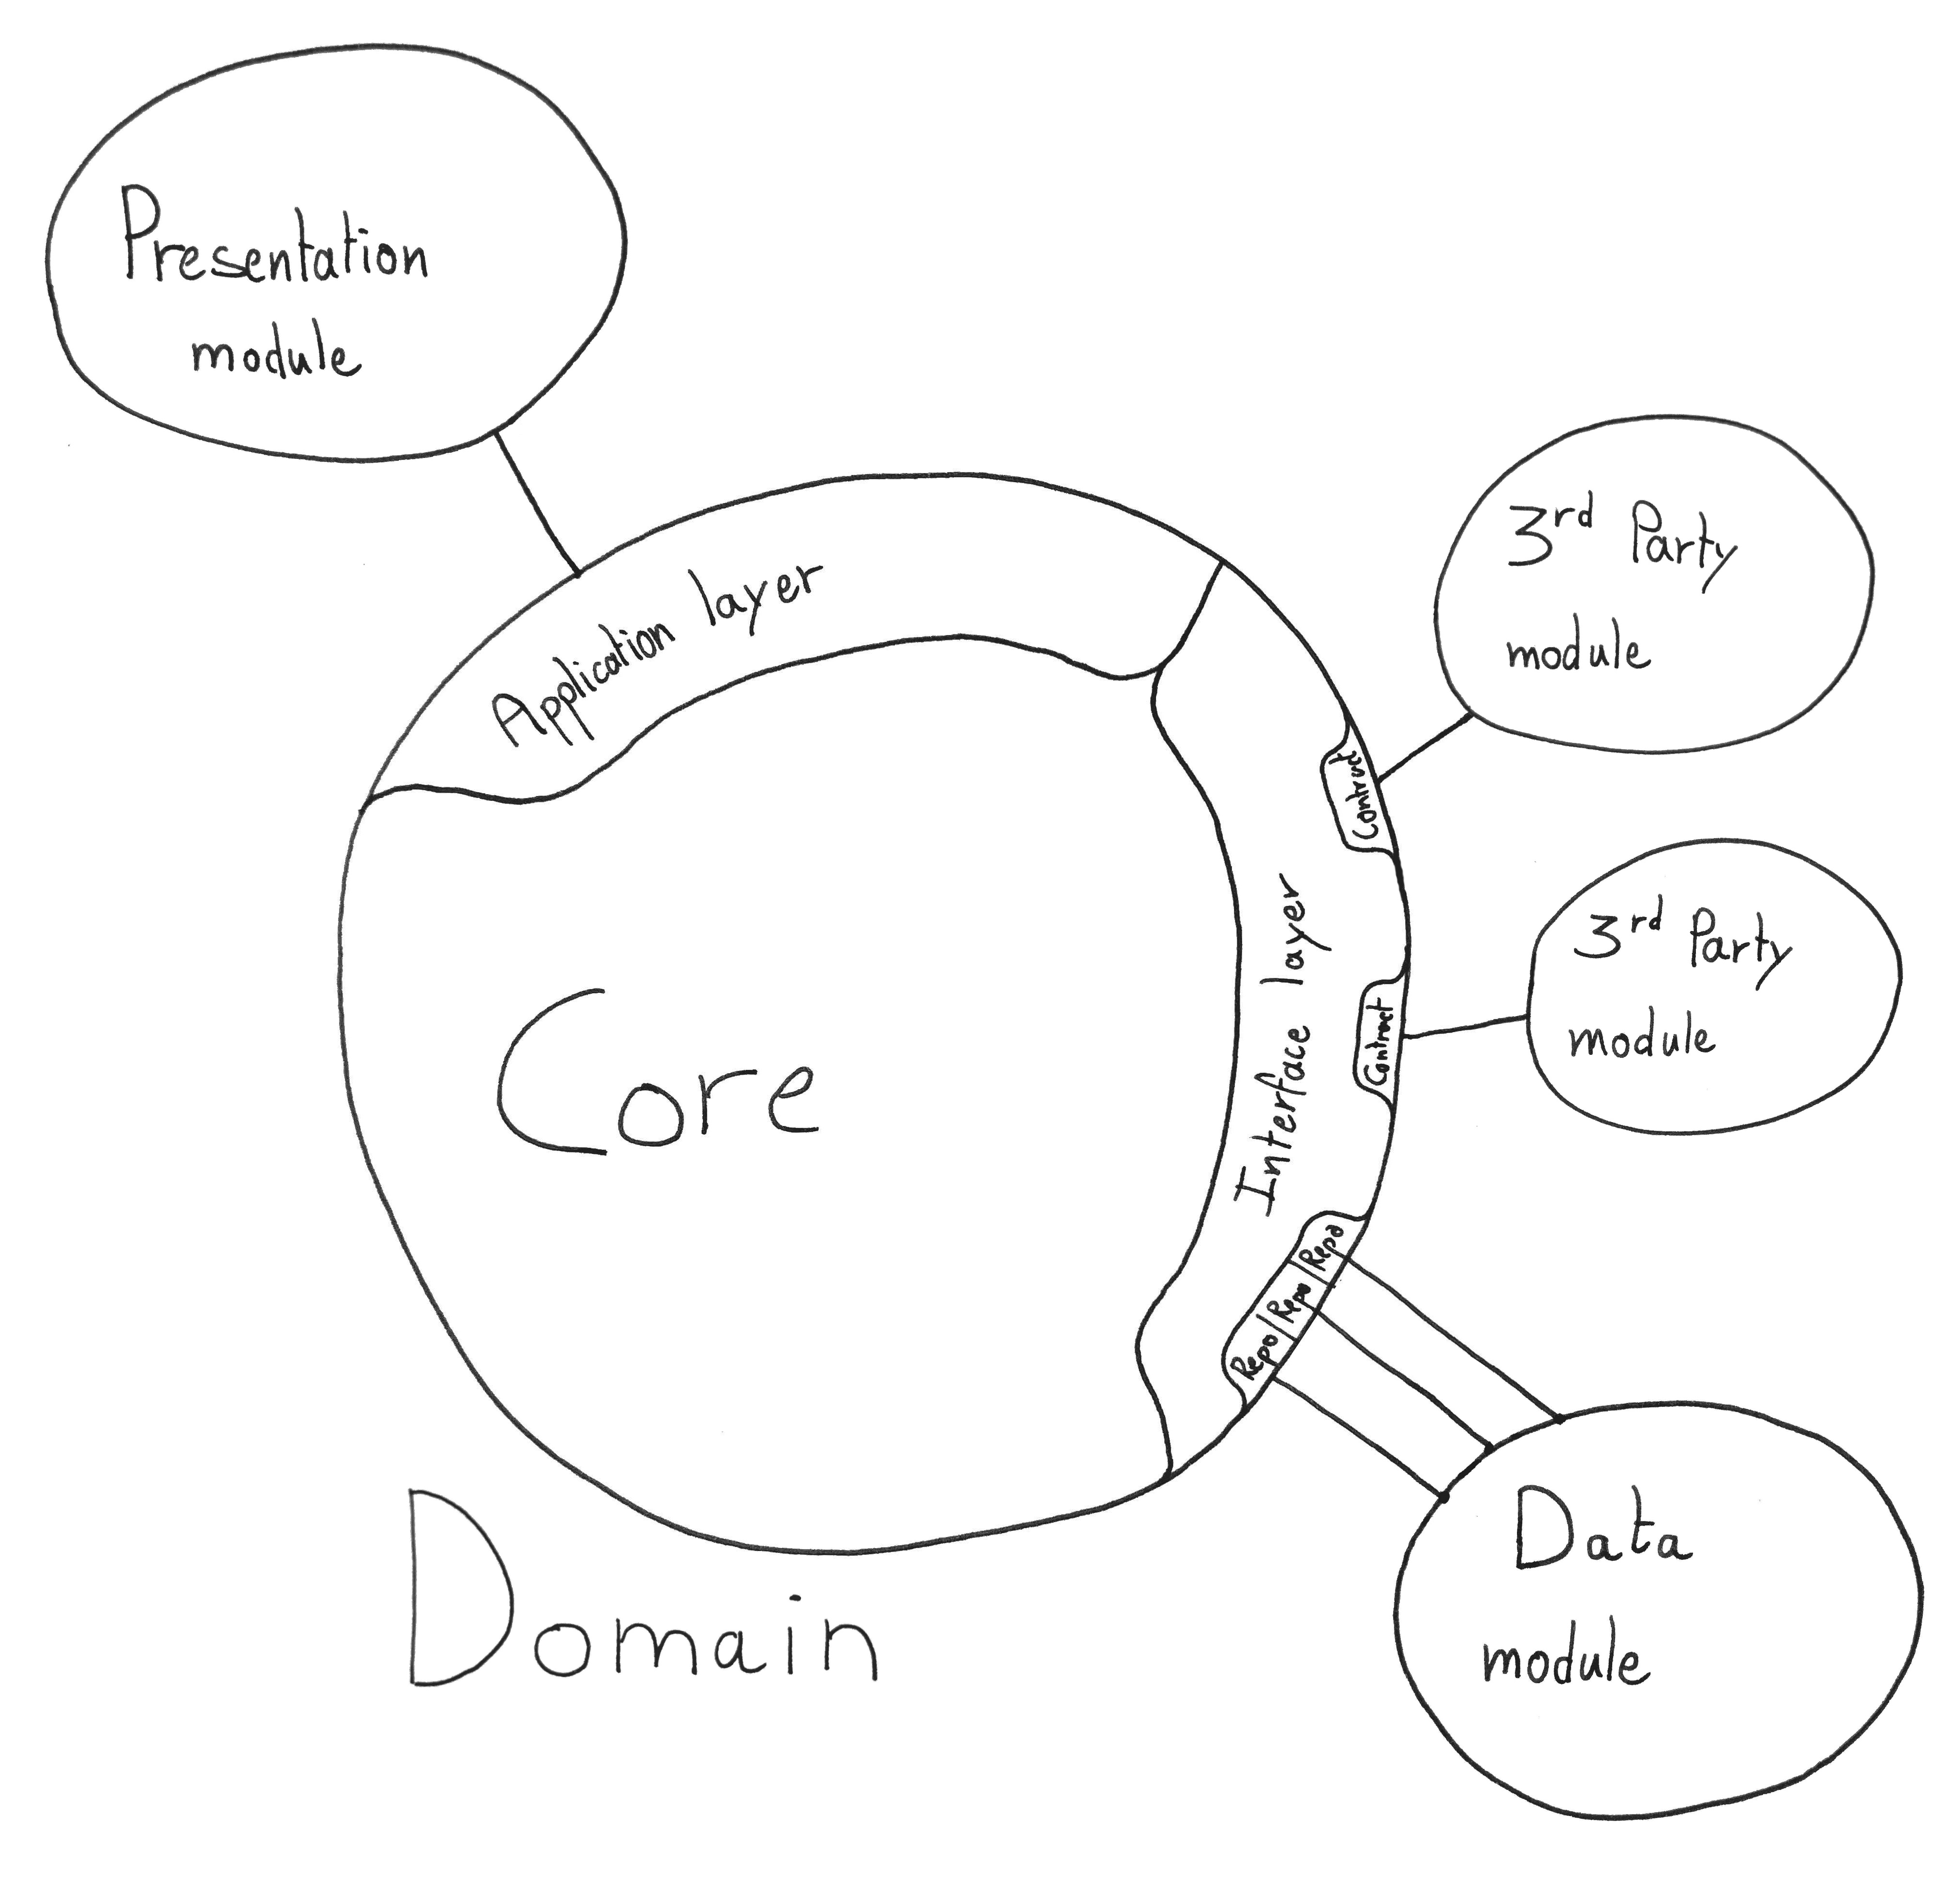 Presentation
module
Application layer
3rd Party
module
Contract
3rd Party
module
Contract
Interface layer
Core
Repo
Repo
Repo
Data
module
Domain